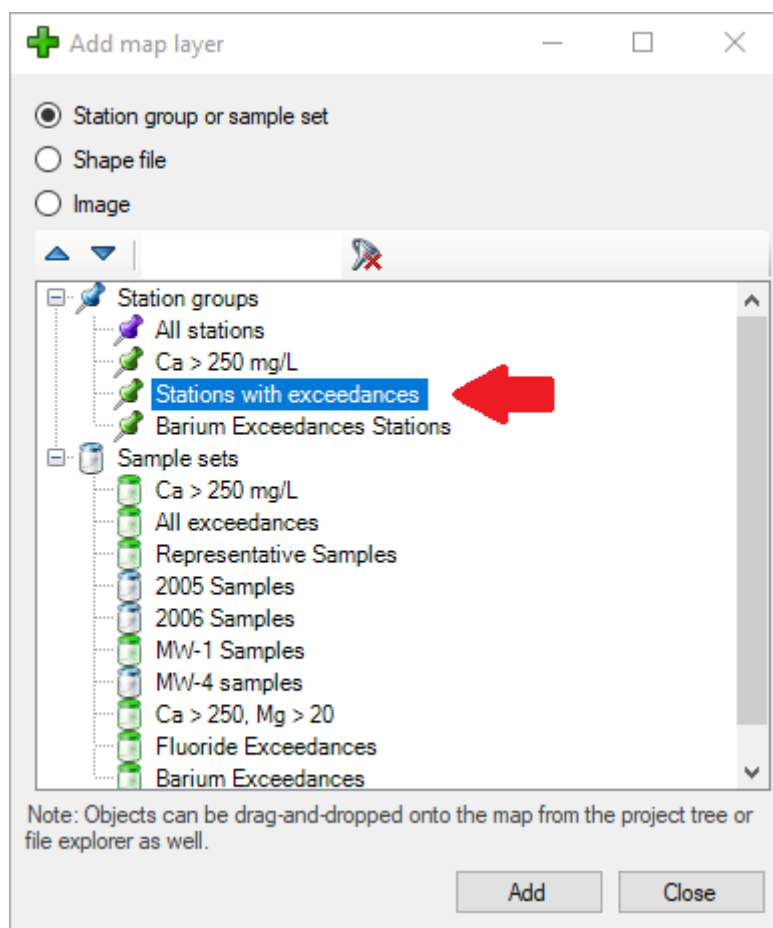 Add map layer
Station group or sample set
Shape file
Image
Station groups
All stations
Ca > 250 mg/L
Stations with exceedances
Barium Exceedances Stations
Sample sets
Ca > 250 mg/L
All exceedances
Representative Samples
2005 Samples
2006 Samples
MW-1 Samples
MW-4 samples
Ca > 250, Mg > 20
Fluoride Exceedances
Barium Exceedances
Note: Objects can be drag-and-dropped onto the map from the project tree or
file explorer as well.
Add Close